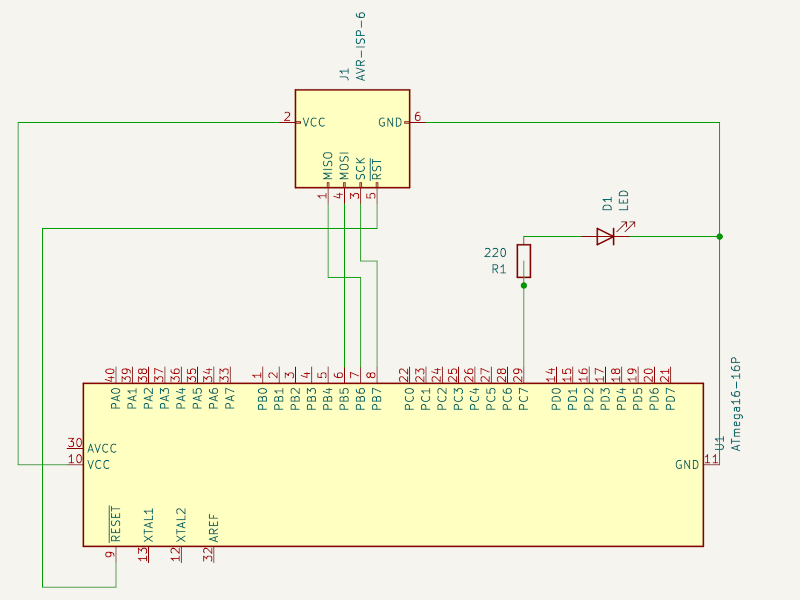 J1
AVR-ISP-6
2
VCC
GND
6
MISO
MOSI
SCK
RST
1
4
3
5
D1
LED
220
R1
40
39
38
37
36
35
34
33
1
2
3
4
5
6
7
8
22
23
24
25
26
27
28
29
14
15
16
17
18
19
20
21
PA0
PA1
PA2
PA3
PA4
PA5
PA6
PA7
PB0
PB1
PB2
PB3
PB4
PB5
PB6
PB7
PC0
PC1
PC2
PC3
PC4
PC5
PC6
PC7
PD0
PD1
PD2
PD3
PD4
PD5
PD6
PD7
U1
ATmega16-16P
30
AVCC
10
VCC
GND
11
RESET
XTAL1
XTAL2
AREF
9
13
12
32